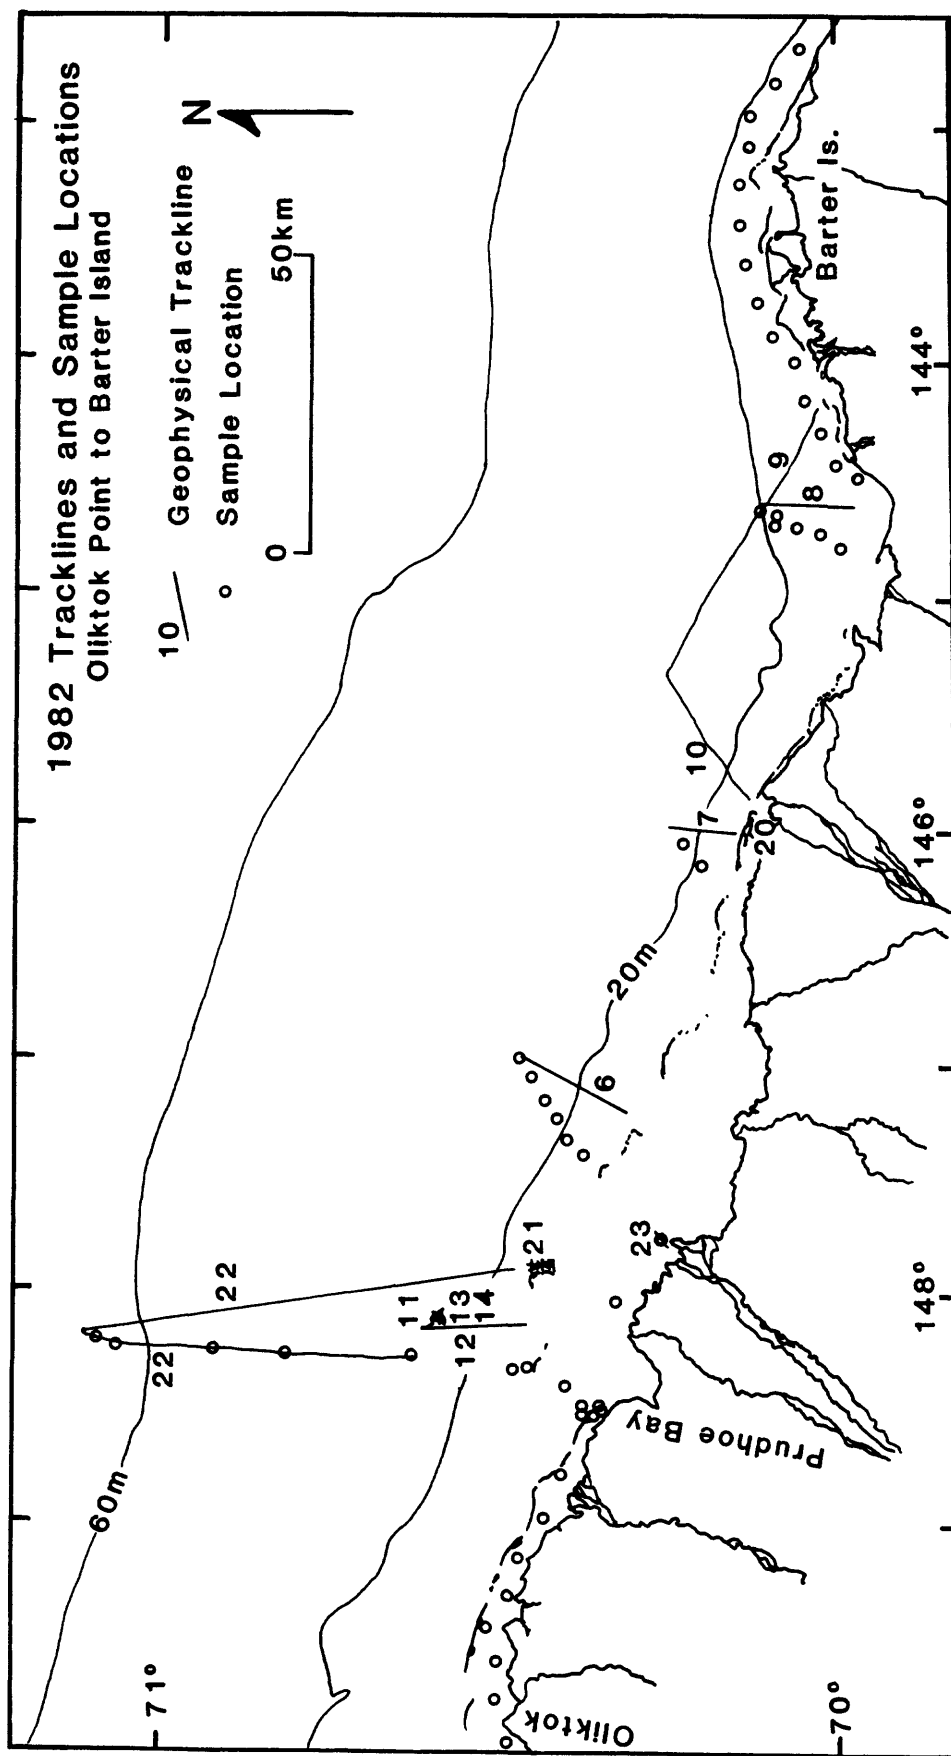 1982 Tracklines and Sample Locations
Oliktok Point to Barter Island
10 Geophysical Trackline
Sample Location
0 50km
N
71°
60m
22
22
11
13
14
12
21
23
6
20m
7
10
20
9
8
Oliktok
Prudhoe Bay
Barter Is.
70°
148°
146°
144°